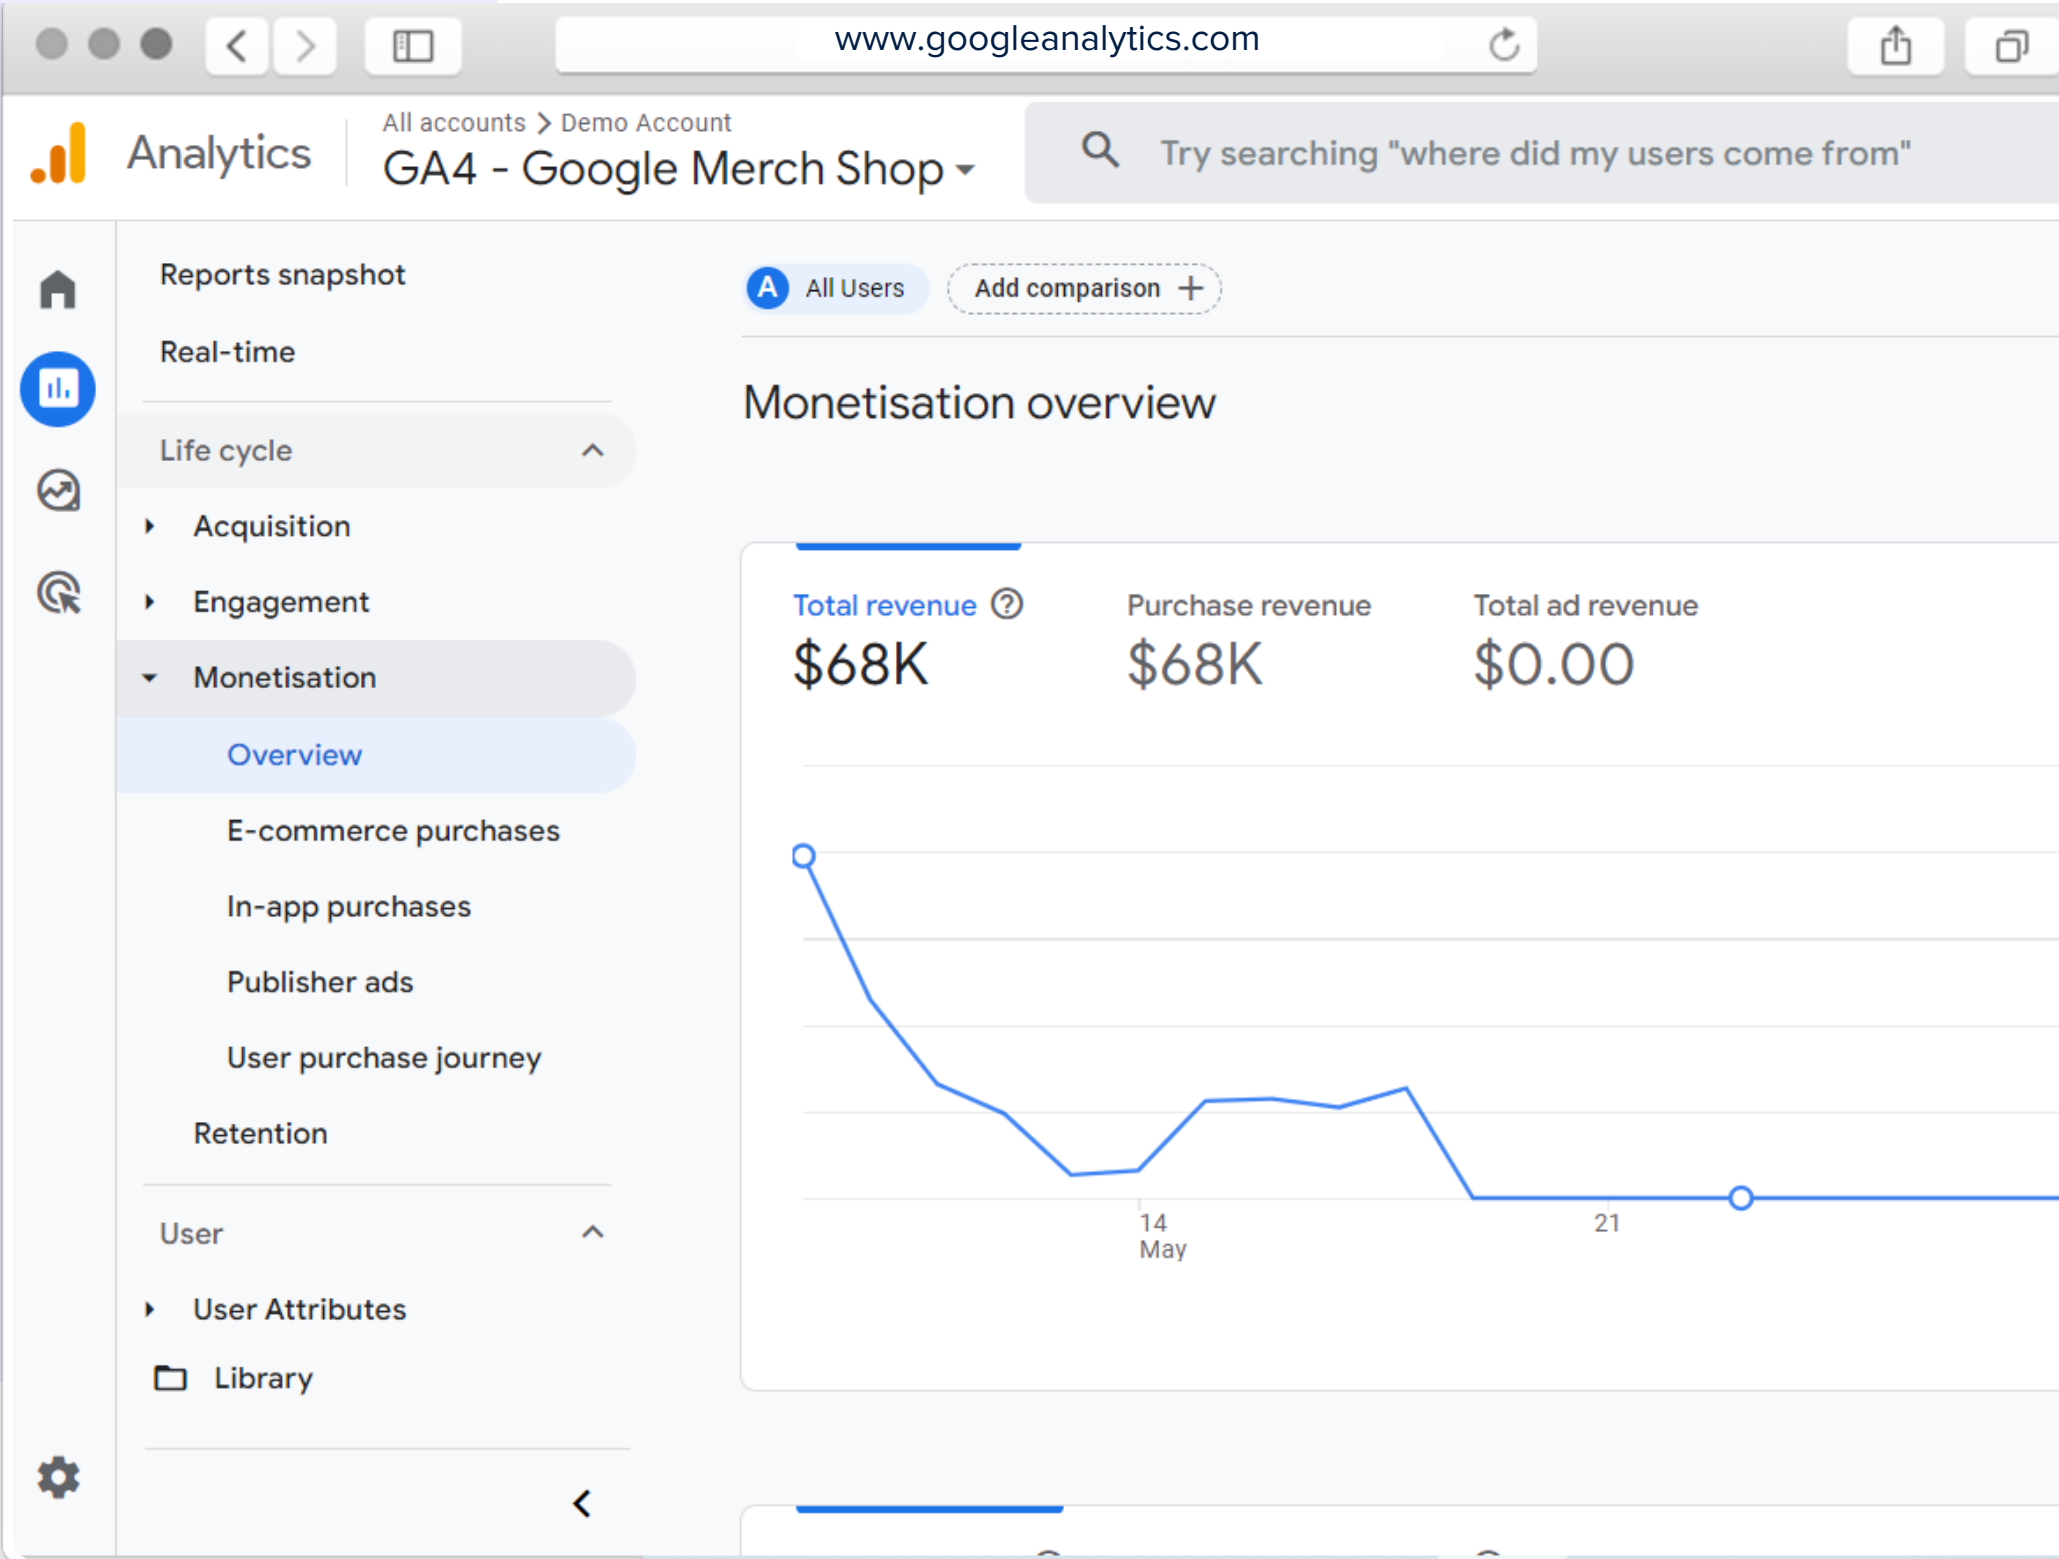 www.googleanalytics.com
Analytics
All accounts > Demo Account
GA4 - Google Merch Shop
Try searching "where did my users come from"
Reports snapshot
Real-time
Life cycle
Acquisition
Engagement
Monetisation
Overview
E-commerce purchases
In-app purchases
Publisher ads
User purchase journey
Retention
User
User Attributes
Library
A All Users
Add comparison +
Monetisation overview
Total revenue ?
$68K
Purchase revenue
$68K
Total ad revenue
$0.00
14
May
21